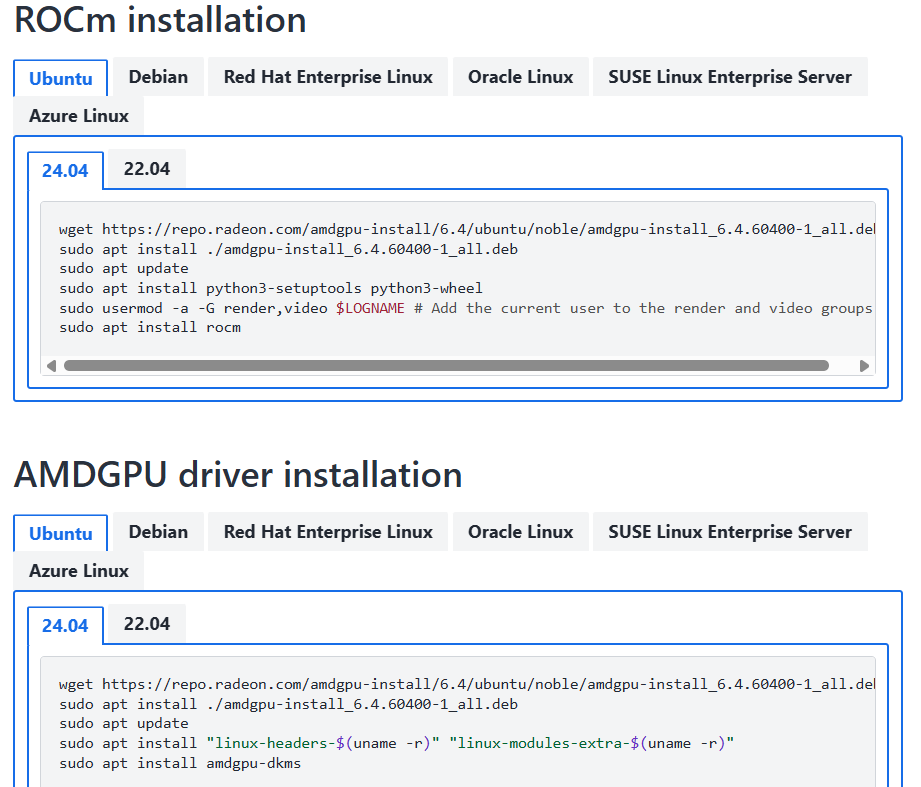 ROCm installation
Ubuntu Debian Red Hat Enterprise Linux Oracle Linux SUSE Linux Enterprise Server
Azure Linux
24.04 22.04
wget https://repo.radeon.com/amdgpu-install/6.4/ubuntu/noble/amdgpu-install_6.4.60400-1_all.deb
sudo apt install ./amdgpu-install_6.4.60400-1_all.deb
sudo apt update
sudo apt install python3-setuptools python3-wheel
sudo usermod -a -G render,video $LOGNAME # Add the current user to the render and video groups
sudo apt install rocm
AMDGPU driver installation
Ubuntu Debian Red Hat Enterprise Linux Oracle Linux SUSE Linux Enterprise Server
Azure Linux
24.04 22.04
wget https://repo.radeon.com/amdgpu-install/6.4/ubuntu/noble/amdgpu-install_6.4.60400-1_all.deb
sudo apt install ./amdgpu-install_6.4.60400-1_all.deb
sudo apt update
sudo apt install "linux-headers-$(uname -r)" "linux-modules-extra-$(uname -r)"
sudo apt install amdgpu-dkms